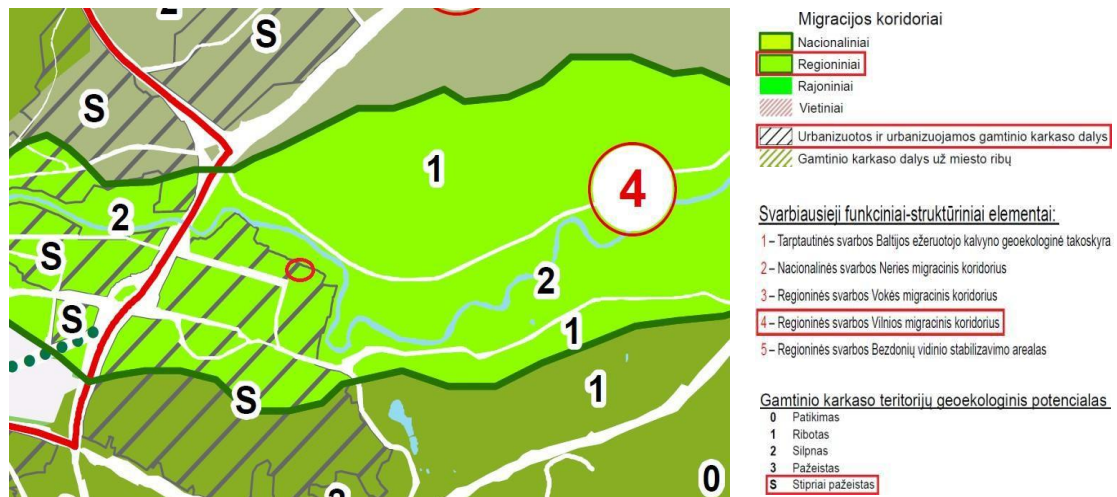 2
S
S
1
4
2
S
2
S
1
S
1
0
2
Migracijos koridoriai
Nacionaliniai
Regioniniai
Rajoniniai
Vietiniai
Urbanizuotos ir urbanizuojamos gamtinio karkaso dalys
Gamtinio karkaso dalys už miesto ribų
Svarbiausieji funkciniai-struktūriniai elementai:
1 – Tarptautinės svarbos Baltijos ežeruotojo kalvyno geoekologinė takoskyra
2 – Nacionalinės svarbos Neries migracinis koridorius
3 – Regioninės svarbos Vokės migracinis koridorius
4 – Regioninės svarbos Vilnios migracinis koridorius
5 – Regioninės svarbos Bezdonių vidinio stabilizavimo arealas
Gamtinio karkaso teritorijų geoekologinis potencialas
0 Patikimas
1 Ribotas
2 Silpnas
3 Pažeistas
S Stipriai pažeistas